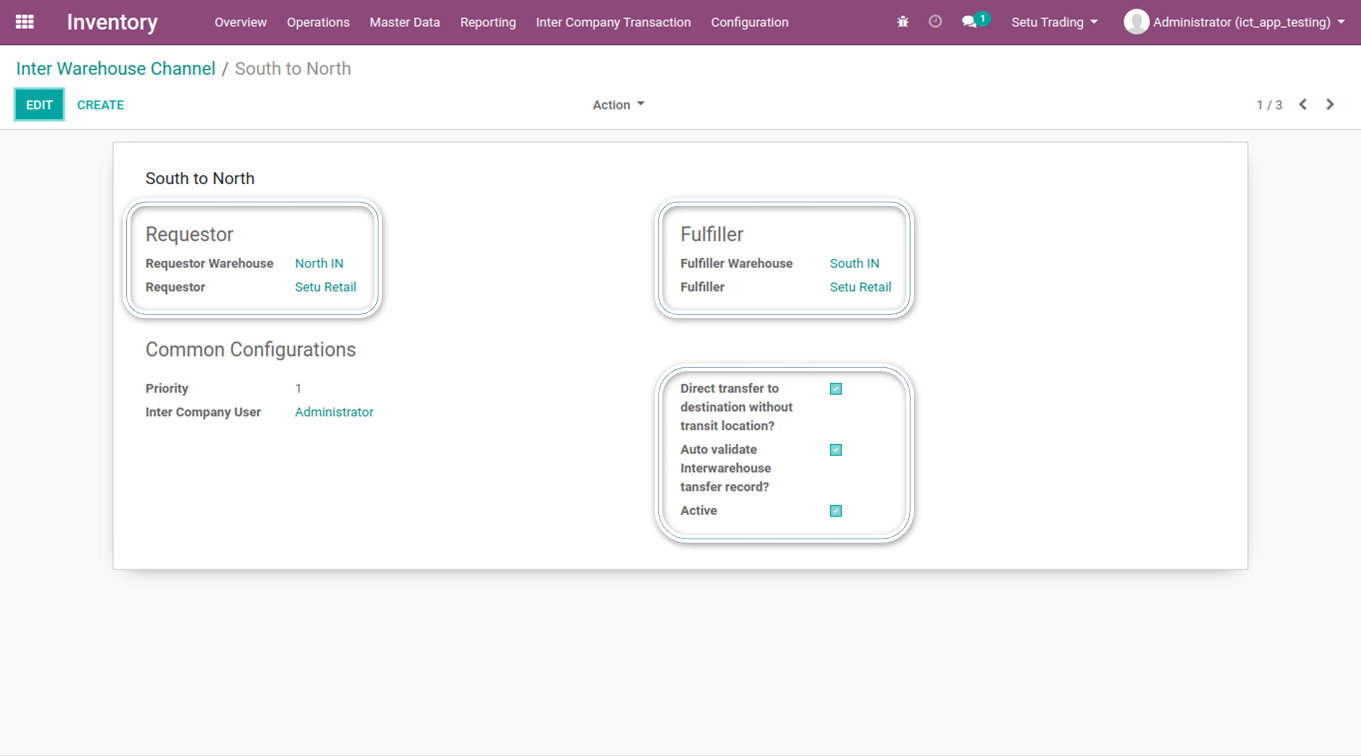 Inventory
Overview Operations Master Data Reporting Inter Company Transaction Configuration
1
Setu Trading
Administrator (ict_app_testing)
Inter Warehouse Channel / South to North
EDIT CREATE
Action
1 / 3
South to North
Requestor
Requestor Warehouse North IN
Requestor Setu Retail
Fulfiller
Fulfiller Warehouse South IN
Fulfiller Setu Retail
Common Configurations
Priority 1
Inter Company User Administrator
Direct transfer to
destination without
transit location?
Auto validate
Interwarehouse
tansfer record?
Active